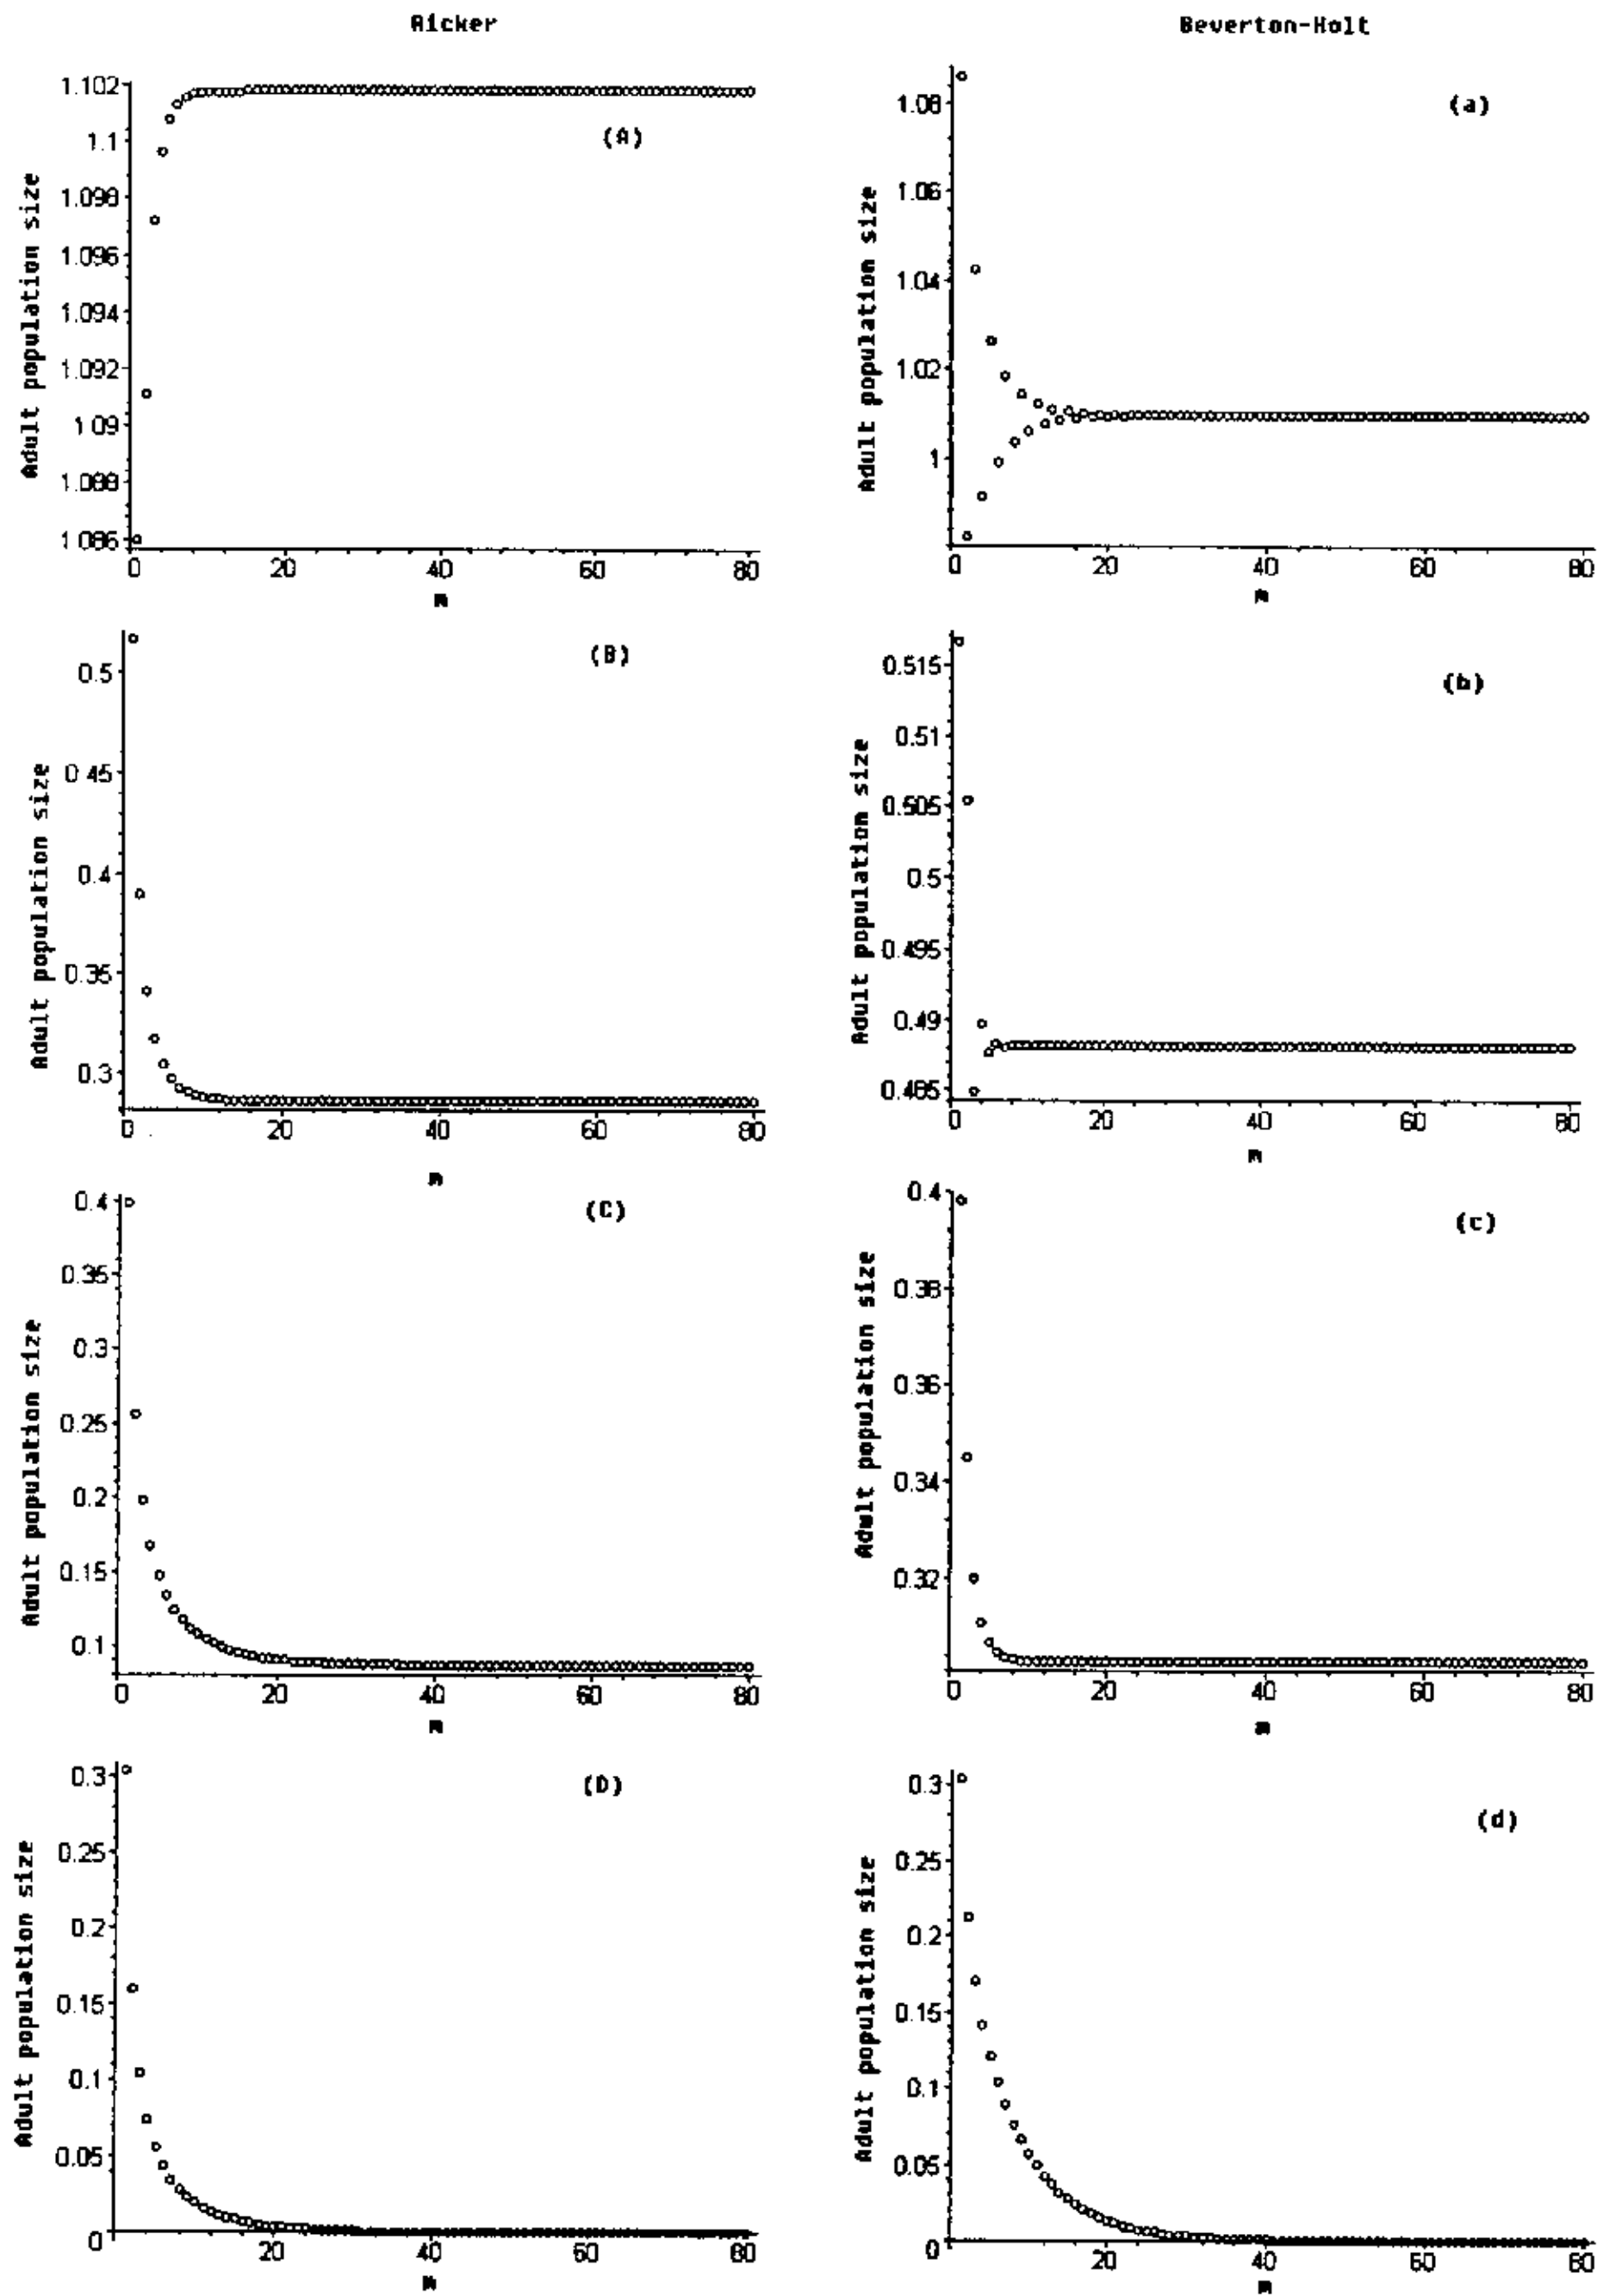 Ricker
Beverton-Holt
Adult population size
1.102
1.1
1.098
1.096
1.094
1.092
1.09
1.088
1.086
0 20 40 60 80
m
(A)
Adult population size
1.08
1.06
1.04
1.02
1
0 20 40 60 80
m
(a)
Adult population size
0.5
0.45
0.4
0.35
0.3
0 20 40 60 80
m
(B)
Adult population size
0.515
0.51
0.505
0.5
0.495
0.49
0.485
0 20 40 60 80
m
(b)
Adult population size
0.4
0.35
0.3
0.25
0.2
0.15
0.1
0 20 40 60 80
m
(C)
Adult population size
0.4
0.38
0.36
0.34
0.32
0 20 40 60 80
m
(c)
Adult population size
0.3
0.25
0.2
0.15
0.1
0.05
0
20 40 60 80
m
(D)
Adult population size
0.3
0.25
0.2
0.15
0.1
0.05
0
20 40 60 80
m
(d)